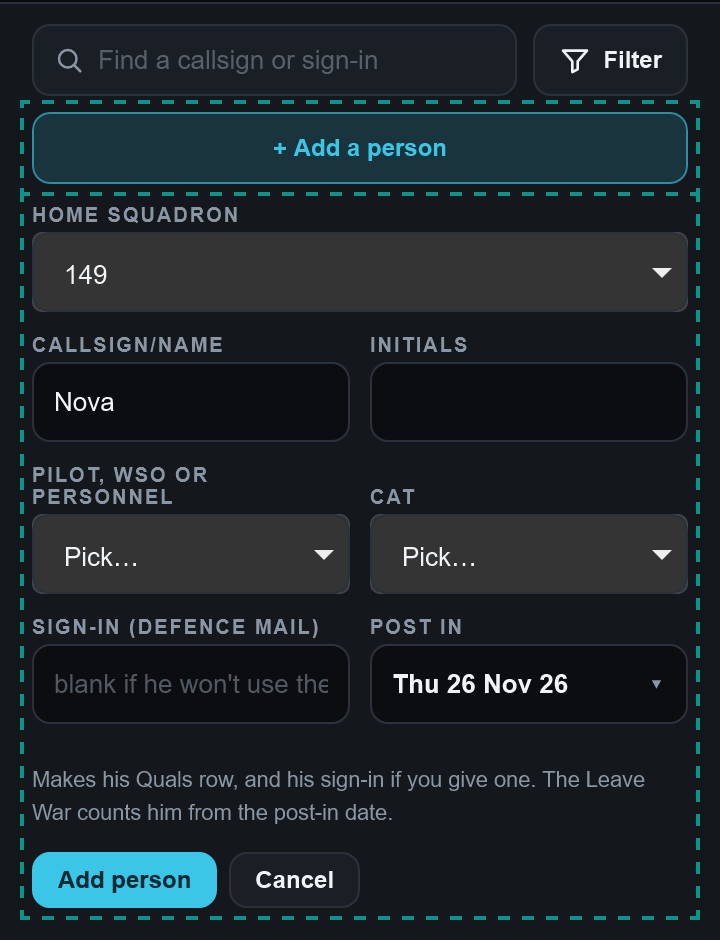 Find a callsign or sign-in
Filter
+ Add a person
HOME SQUADRON
149
CALLSIGN/NAME
INITIALS
Nova
PILOT, WSO OR
PERSONNEL
CAT
Pick...
Pick...
SIGN-IN (DEFENCE MAIL)
POST IN
blank if he won't use the
Thu 26 Nov 26
Makes his Quals row, and his sign-in if you give one. The Leave
War counts him from the post-in date.
Add person
Cancel